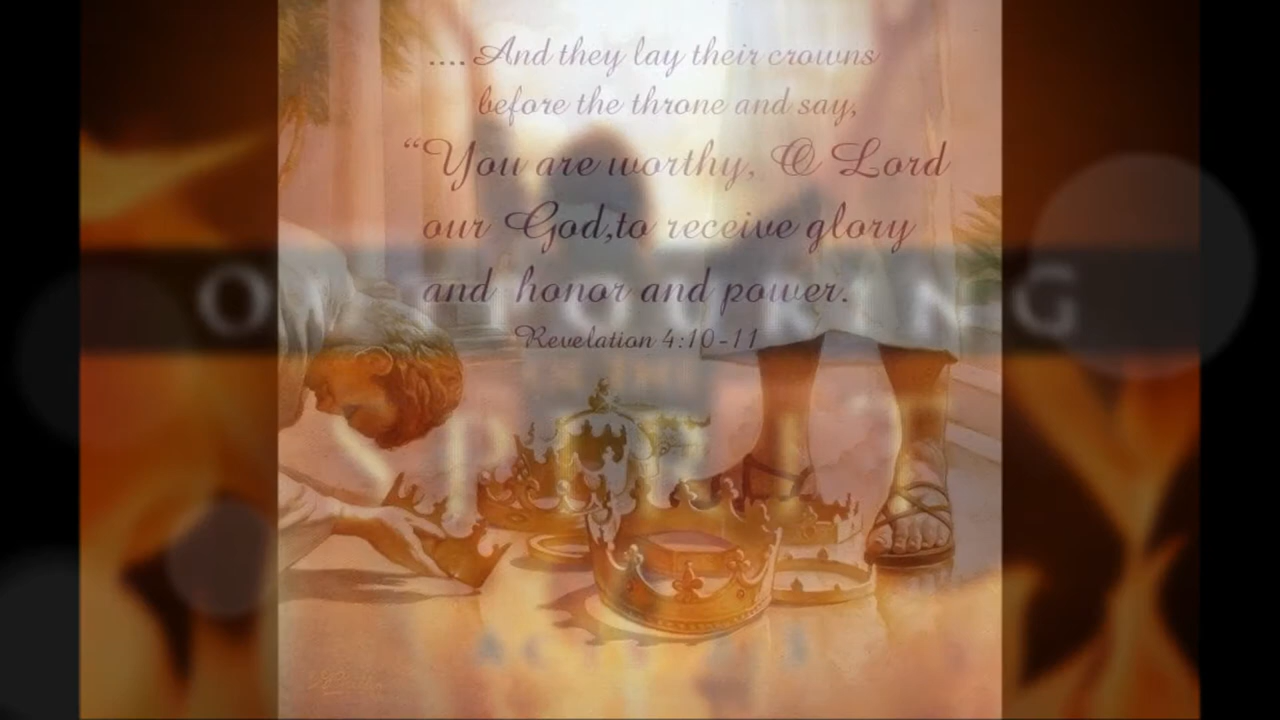 ....And they lay their crowns
before the throne and say,
“You are worthy, O Lord
our God,to receive glory
and honor and power.
Revelation 4:10-11
OUTPOURING